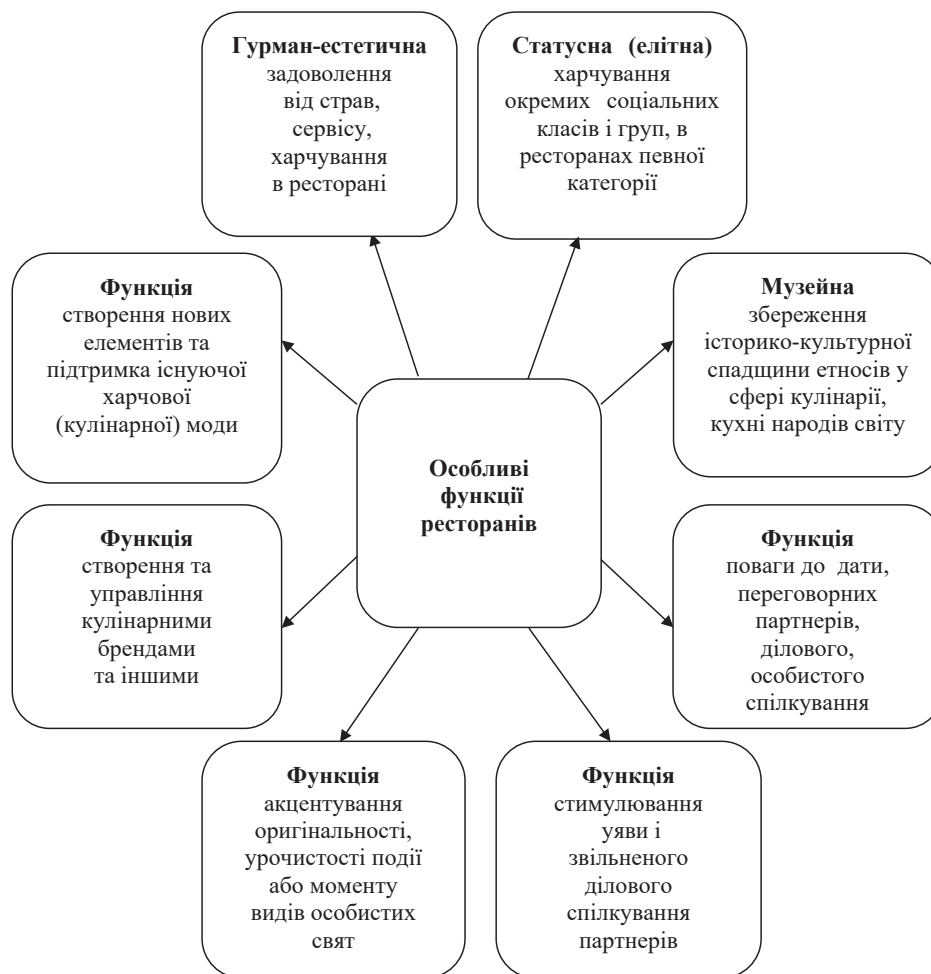 Гурман-естетична
задоволення
від страв,
сервісу,
харчування
в ресторані
Статусна (елітна)
харчування
окремих соціальних
класів і груп, в
ресторанах певної
категорії
Функція
створення нових
елементів та
підтримка існуючої
харчової
(кулінарної) моди
Музейна
збереження
історико-культурної
спадщини етносів у
сфері кулінарії,
кухні народів світу
Особливі
функції
ресторанів
Функція
створення та
управління
кулінарними
брендами
та іншими
Функція
поваги до дати,
переговорних
партнерів,
ділового,
особистого
спілкування
Функція
акцентування
оригінальності,
урочистості події
або моменту
видів особистих
свят
Функція
стимулювання
уяви і
звільненого
ділового
спілкування
партнерів